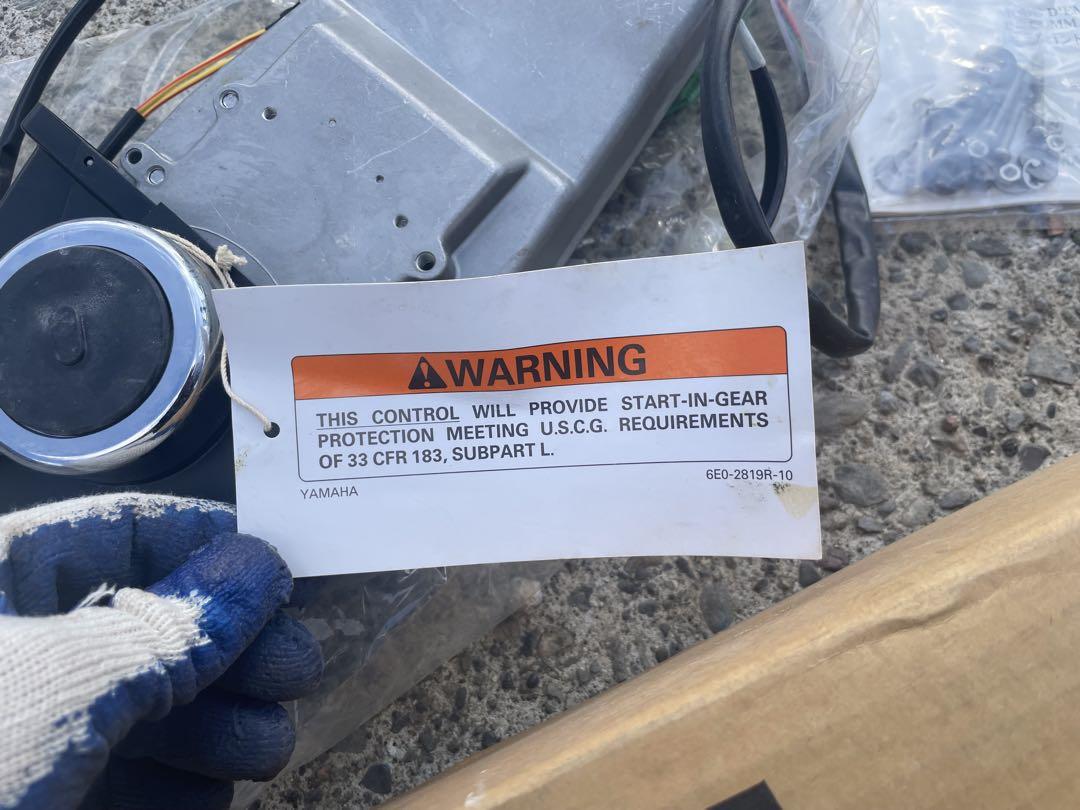 WARNING
THIS CONTROL WILL PROVIDE START-IN-GEAR
PROTECTION MEETING U.S.C.G. REQUIREMENTS
OF 33 CFR 183, SUBPART L.
YAMAHA
6E0-2819R-10